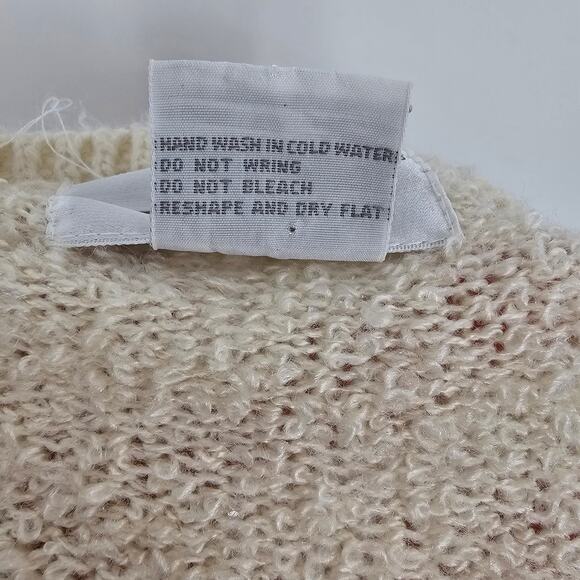 HAND WASH IN COLD WATER
DO NOT WRING
DO NOT BLEACH
RESHAPE AND DRY FLAT